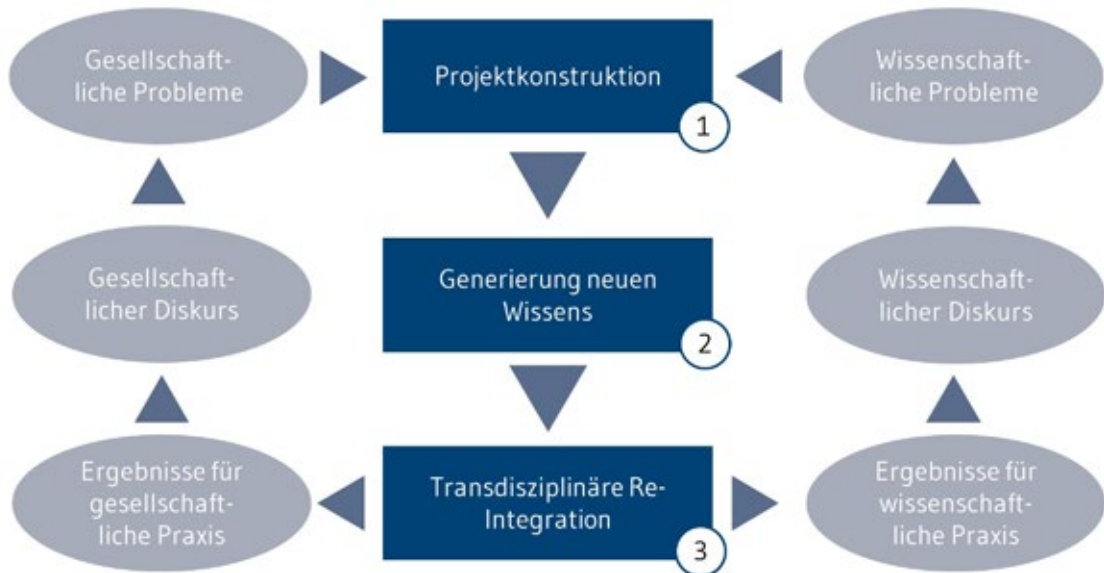 Gesellschaft-
liche Probleme
Projektkonstruktion
1
Wissenschaft-
liche Probleme
Gesellschaft-
licher Diskurs
Generierung neuen
Wissens
2
Wissenschaft-
licher Diskurs
Ergebnisse für
gesellschaft-
liche Praxis
Transdisziplinäre Re-
Integration
3
Ergebnisse für
wissenschaft-
liche Praxis